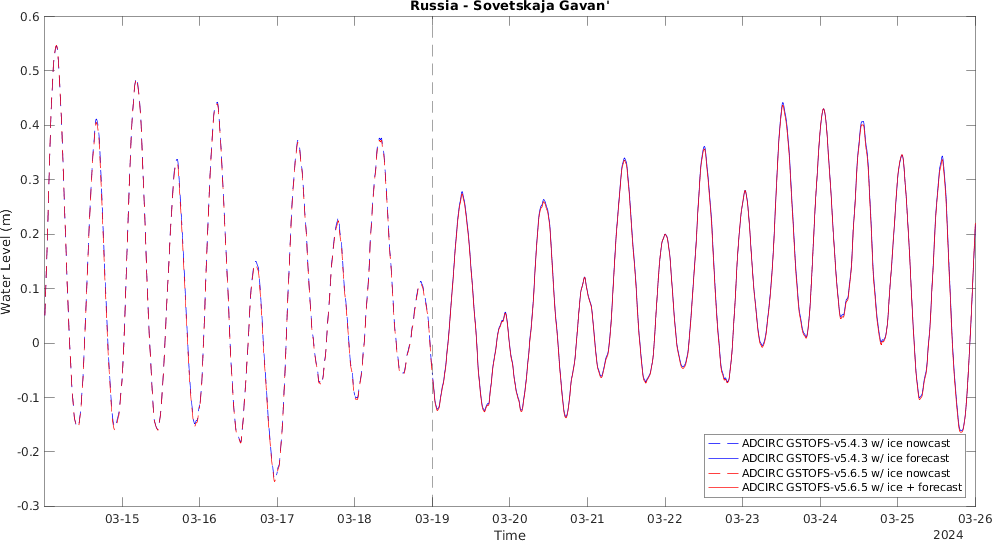 Russia - Sovetskaja Gavan'
0.6
0.5
0.4
0.3
0.2
0.1
0
-0.1
-0.2
-0.3
Water Level (m)
ADCIRC GSTOFS-v5.4.3 w/ ice nowcast
ADCIRC GSTOFS-v5.4.3 w/ ice forecast
ADCIRC GSTOFS-v5.6.5 w/ ice nowcast
ADCIRC GSTOFS-v5.6.5 w/ ice + forecast
03-15 03-16 03-17 03-18 03-19 03-20 03-21 03-22 03-23 03-24 03-25 03-26
Time
2024